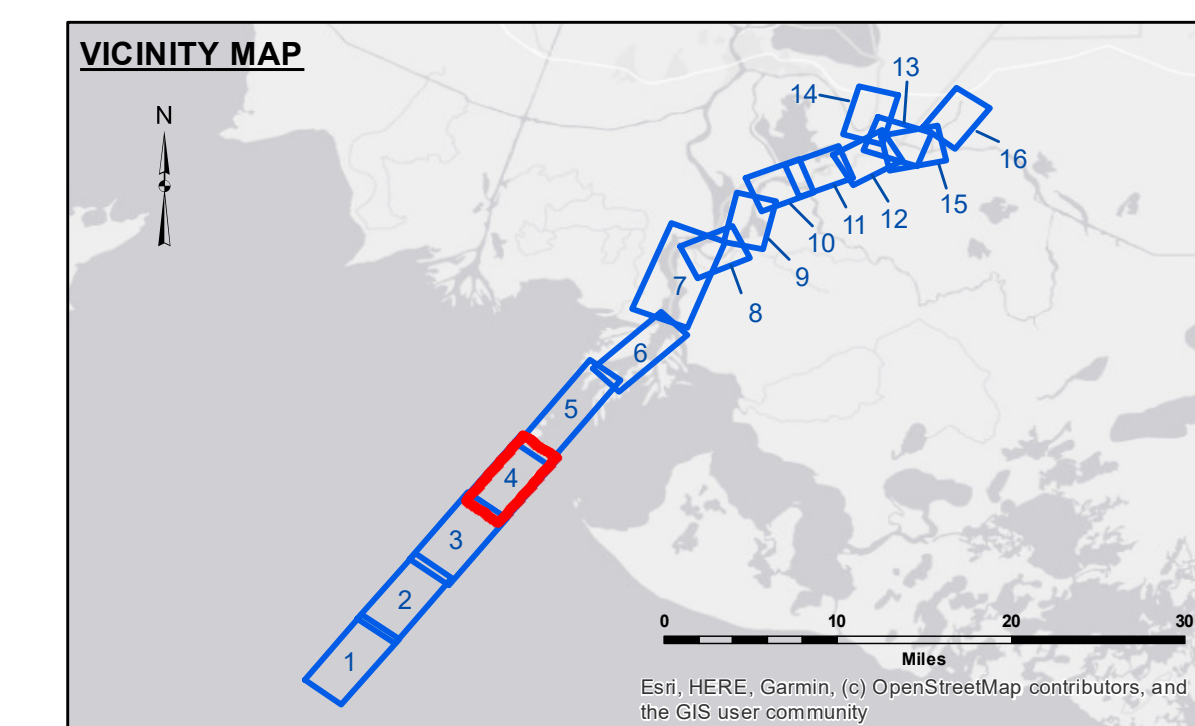 VICINITY MAP
N
13
14
16
15
12
11
10
9
8
7
6
5
4
3
2
1
0 10 20 30
Miles
Esri, HERE, Garmin, (c) OpenStreetMap contributors, and
the GIS user community